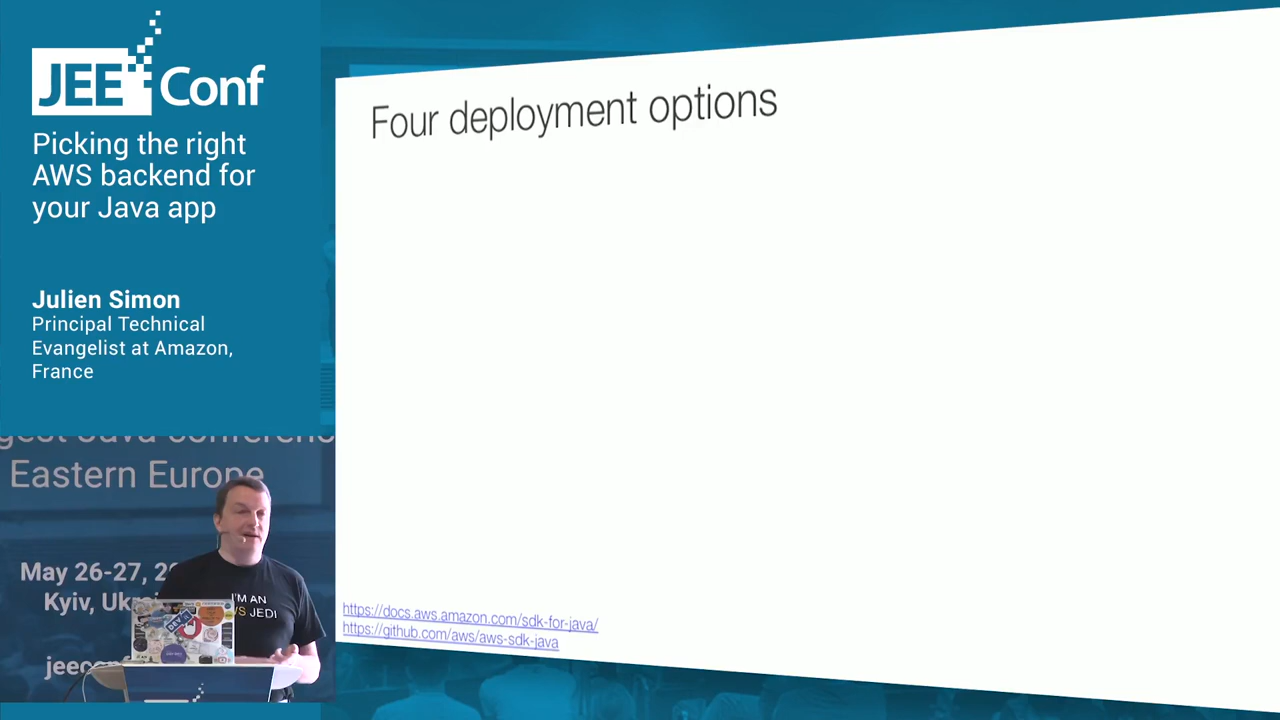 JEE Conf
Picking the right
AWS backend for
your Java app
Julien Simon
Principal Technical
Evangelist at Amazon,
France
Four deployment options
https://docs.aws.amazon.com/sdk-for-java/
https://github.com/aws/aws-sdk-java
Eastern Europe
May 26-27,
Kyiv,
I'M AN
JEDI